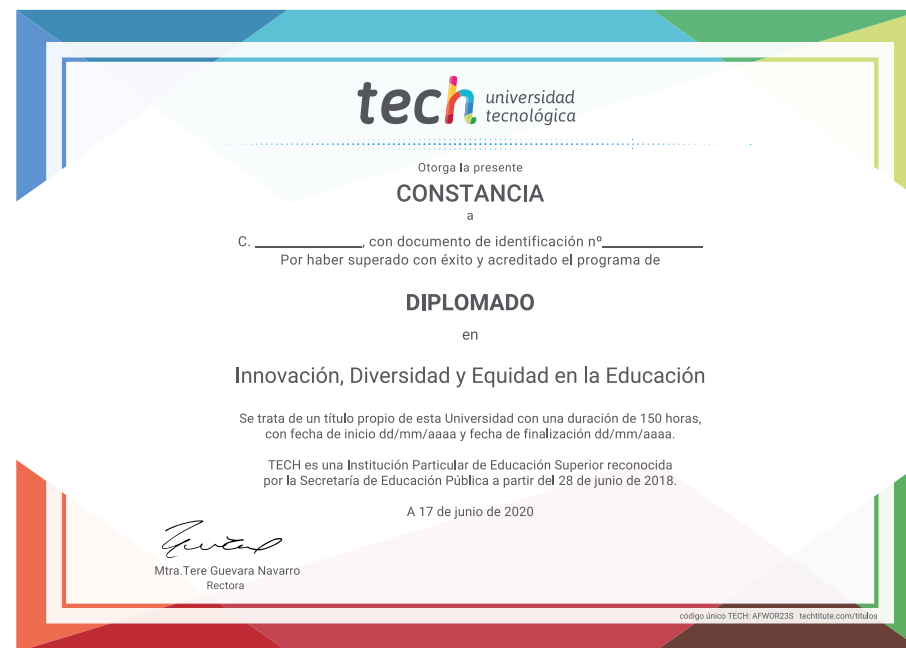 tech universidad
tecnológica
Otorga la presente
CONSTANCIA
a
C. ____________, con documento de identificación nº____________
Por haber superado con éxito y acreditado el programa de
DIPLOMADO
en
Innovación, Diversidad y Equidad en la Educación
Se trata de un título propio de esta Universidad con una duración de 150 horas,
con fecha de inicio dd/mm/aaaa y fecha de finalización dd/mm/aaaa.
TECH es una Institución Particular de Educación Superior reconocida
por la Secretaría de Educación Pública a partir del 28 de junio de 2018.
A 17 de junio de 2020
Mtra.Tere Guevara Navarro
Rectora
código único TECH: AFWOR23S techtitute.com/titulos